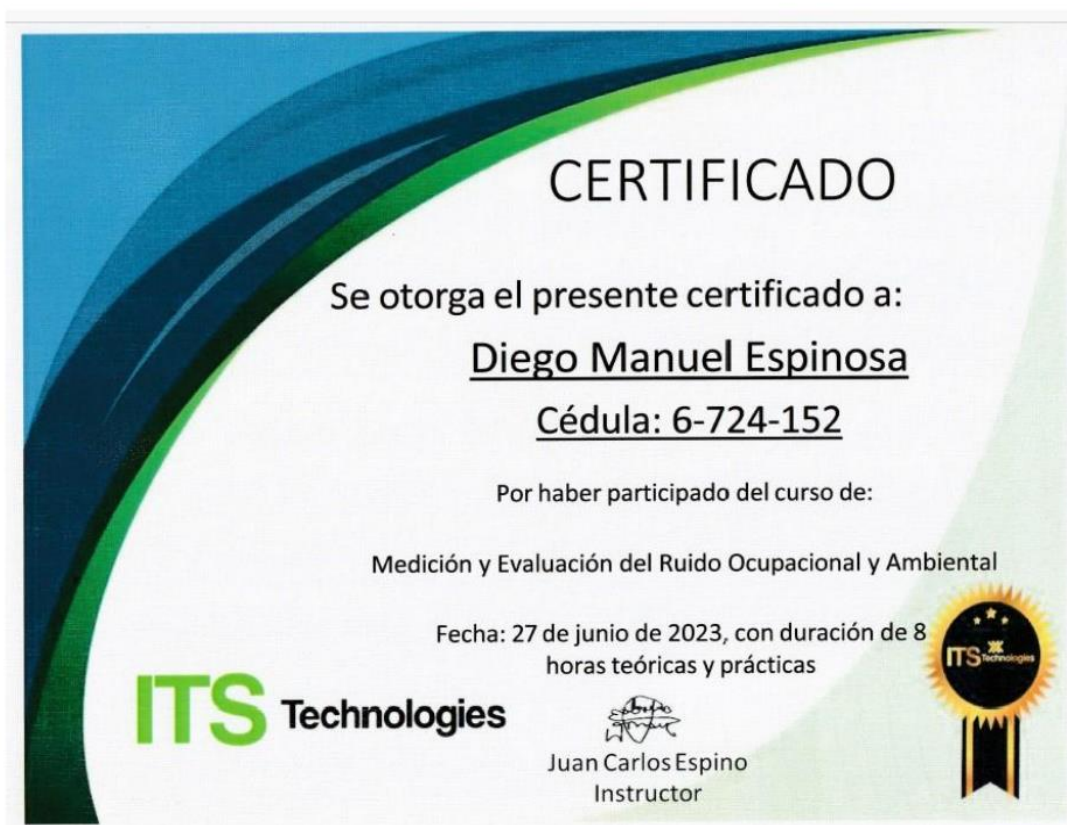 CERTIFICADO
Se otorga el presente certificado a:
Diego Manuel Espinosa
Cédula: 6-724-152
Por haber participado del curso de:
Medición y Evaluación del Ruido Ocupacional y Ambiental
Fecha: 27 de junio de 2023, con duración de 8
horas teóricas y prácticas
ITS Technologies
ITS Technologies
Juan Carlos Espino
Instructor